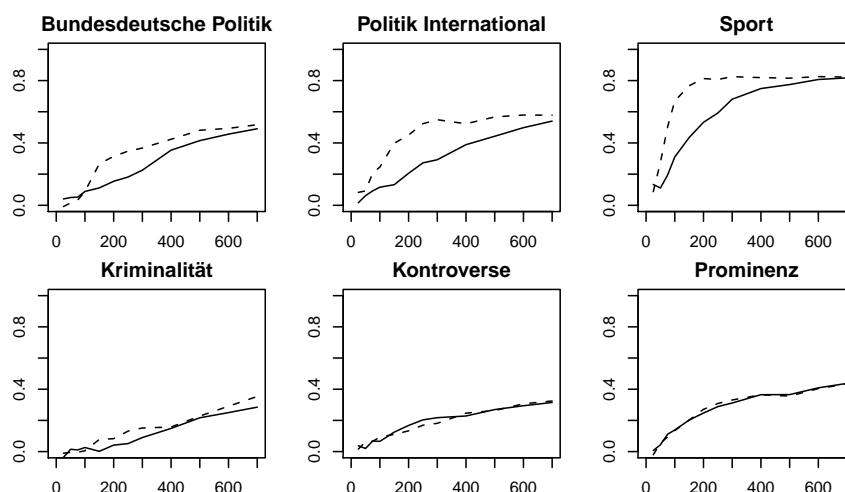 Bundesdeutsche Politik
Politik International
Sport
0.0 0.4 0.8
0.0 0.4 0.8
0.0 0.4 0.8
0 200 400 600
0 200 400 600
0 200 400 600
Kriminalität
Kontroverse
Prominenz
0.0 0.4 0.8
0.0 0.4 0.8
0.0 0.4 0.8
0 200 400 600
0 200 400 600
0 200 400 600